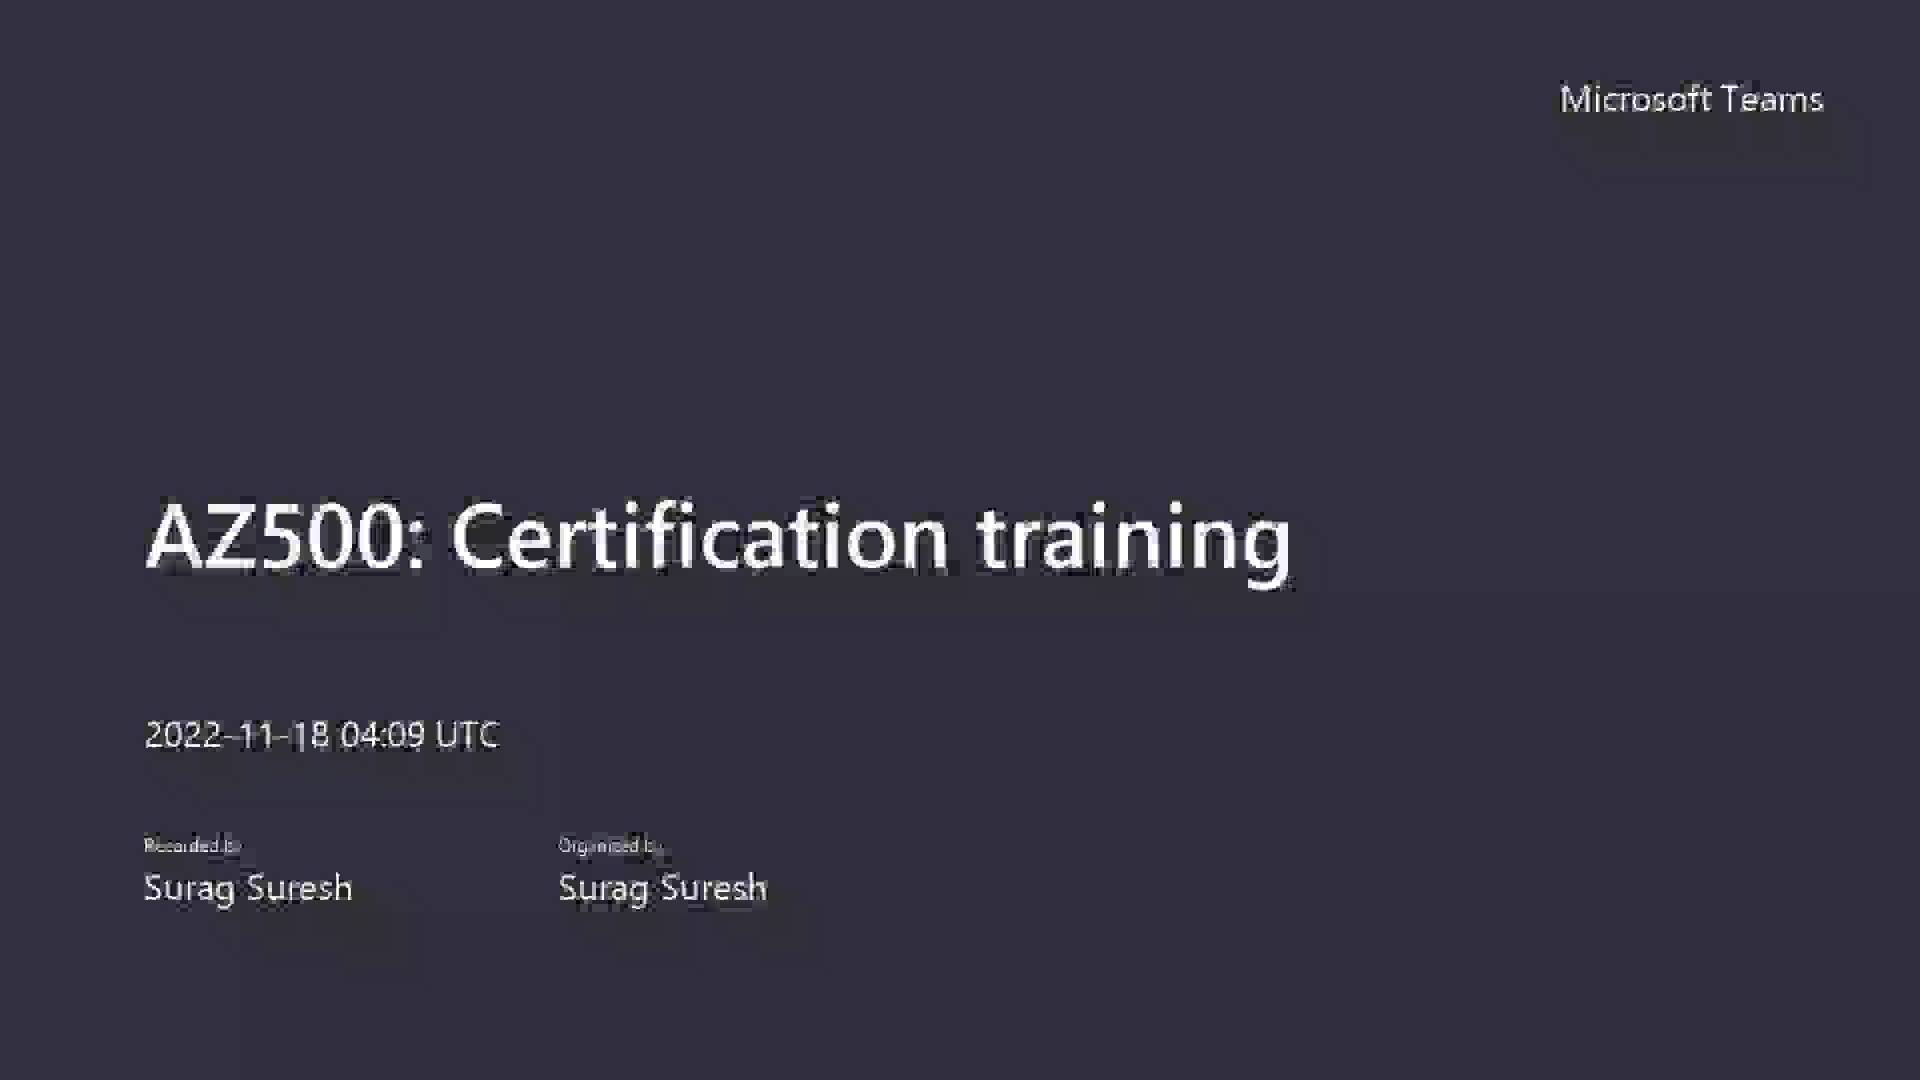 Microsoft Teams
AZ500: Certification training
2022-11-18 04:09 UTC
Recorded by
Organized by
Surag Suresh
Surag Suresh